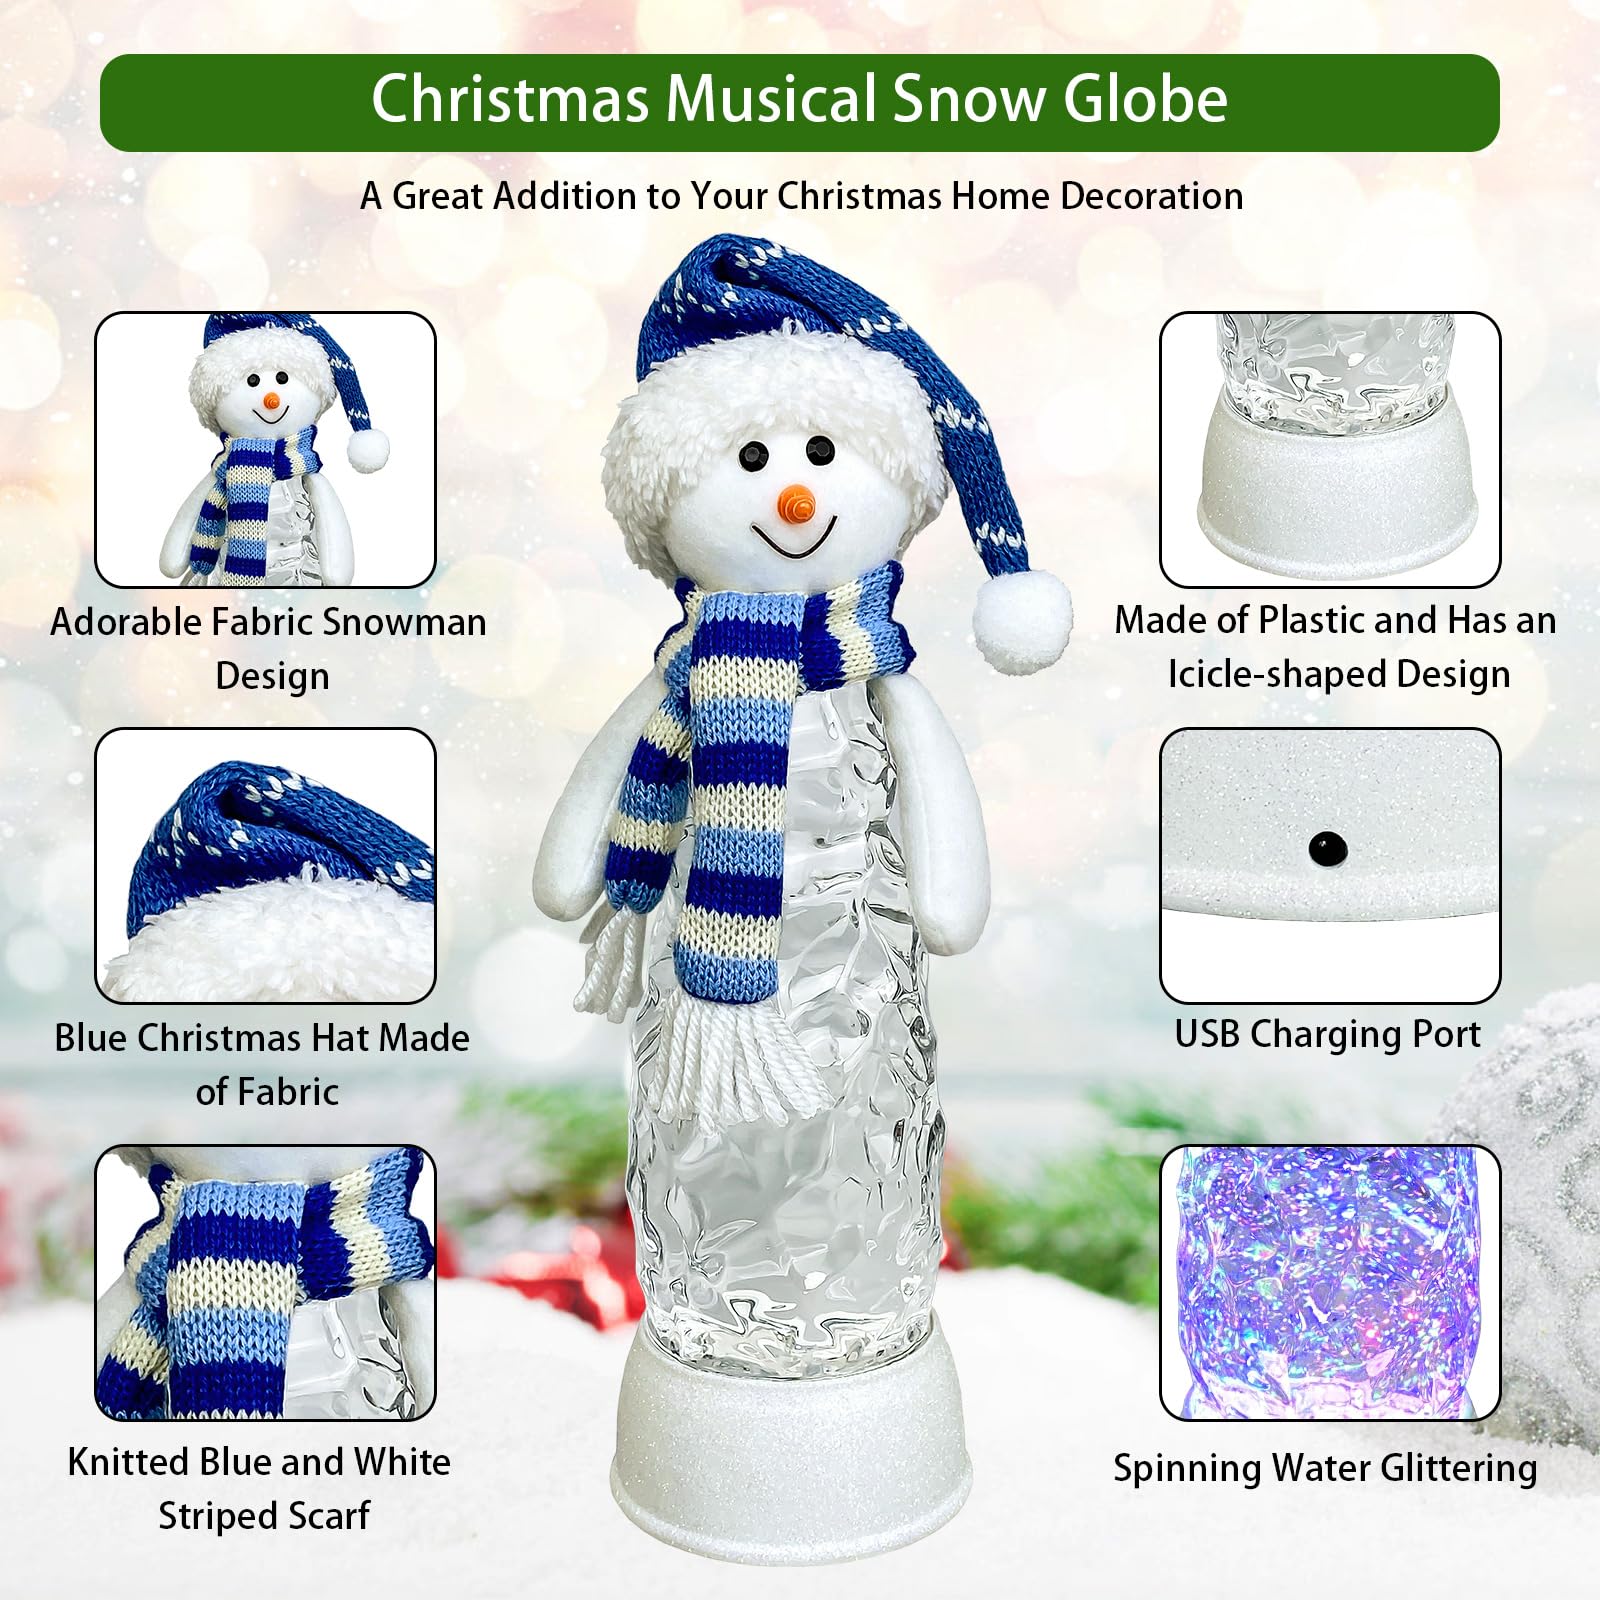 Christmas Musical Snow Globe
A Great Addition to Your Christmas Home Decoration
Adorable Fabric Snowman
Design
Made of Plastic and Has an
Icicle-shaped Design
Blue Christmas Hat Made
of Fabric
USB Charging Port
Knitted Blue and White
Striped Scarf
Spinning Water Glittering